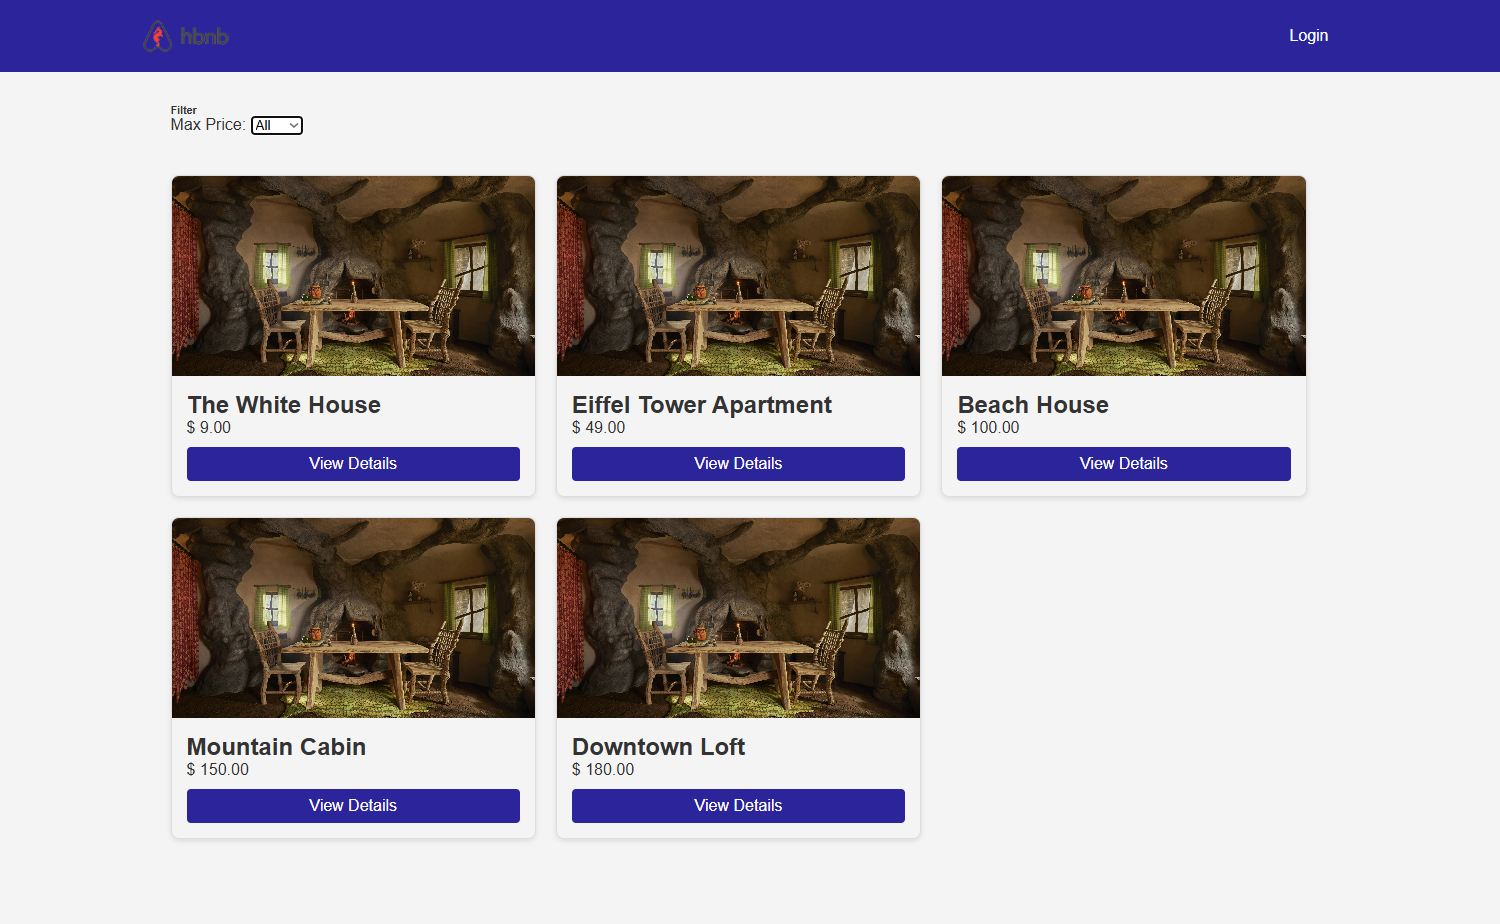 hbnb
Login
Filter
Max Price: All
The White House
$ 9.00
View Details
Eiffel Tower Apartment
$ 49.00
View Details
Beach House
$ 100.00
View Details
Mountain Cabin
$ 150.00
View Details
Downtown Loft
$ 180.00
View Details